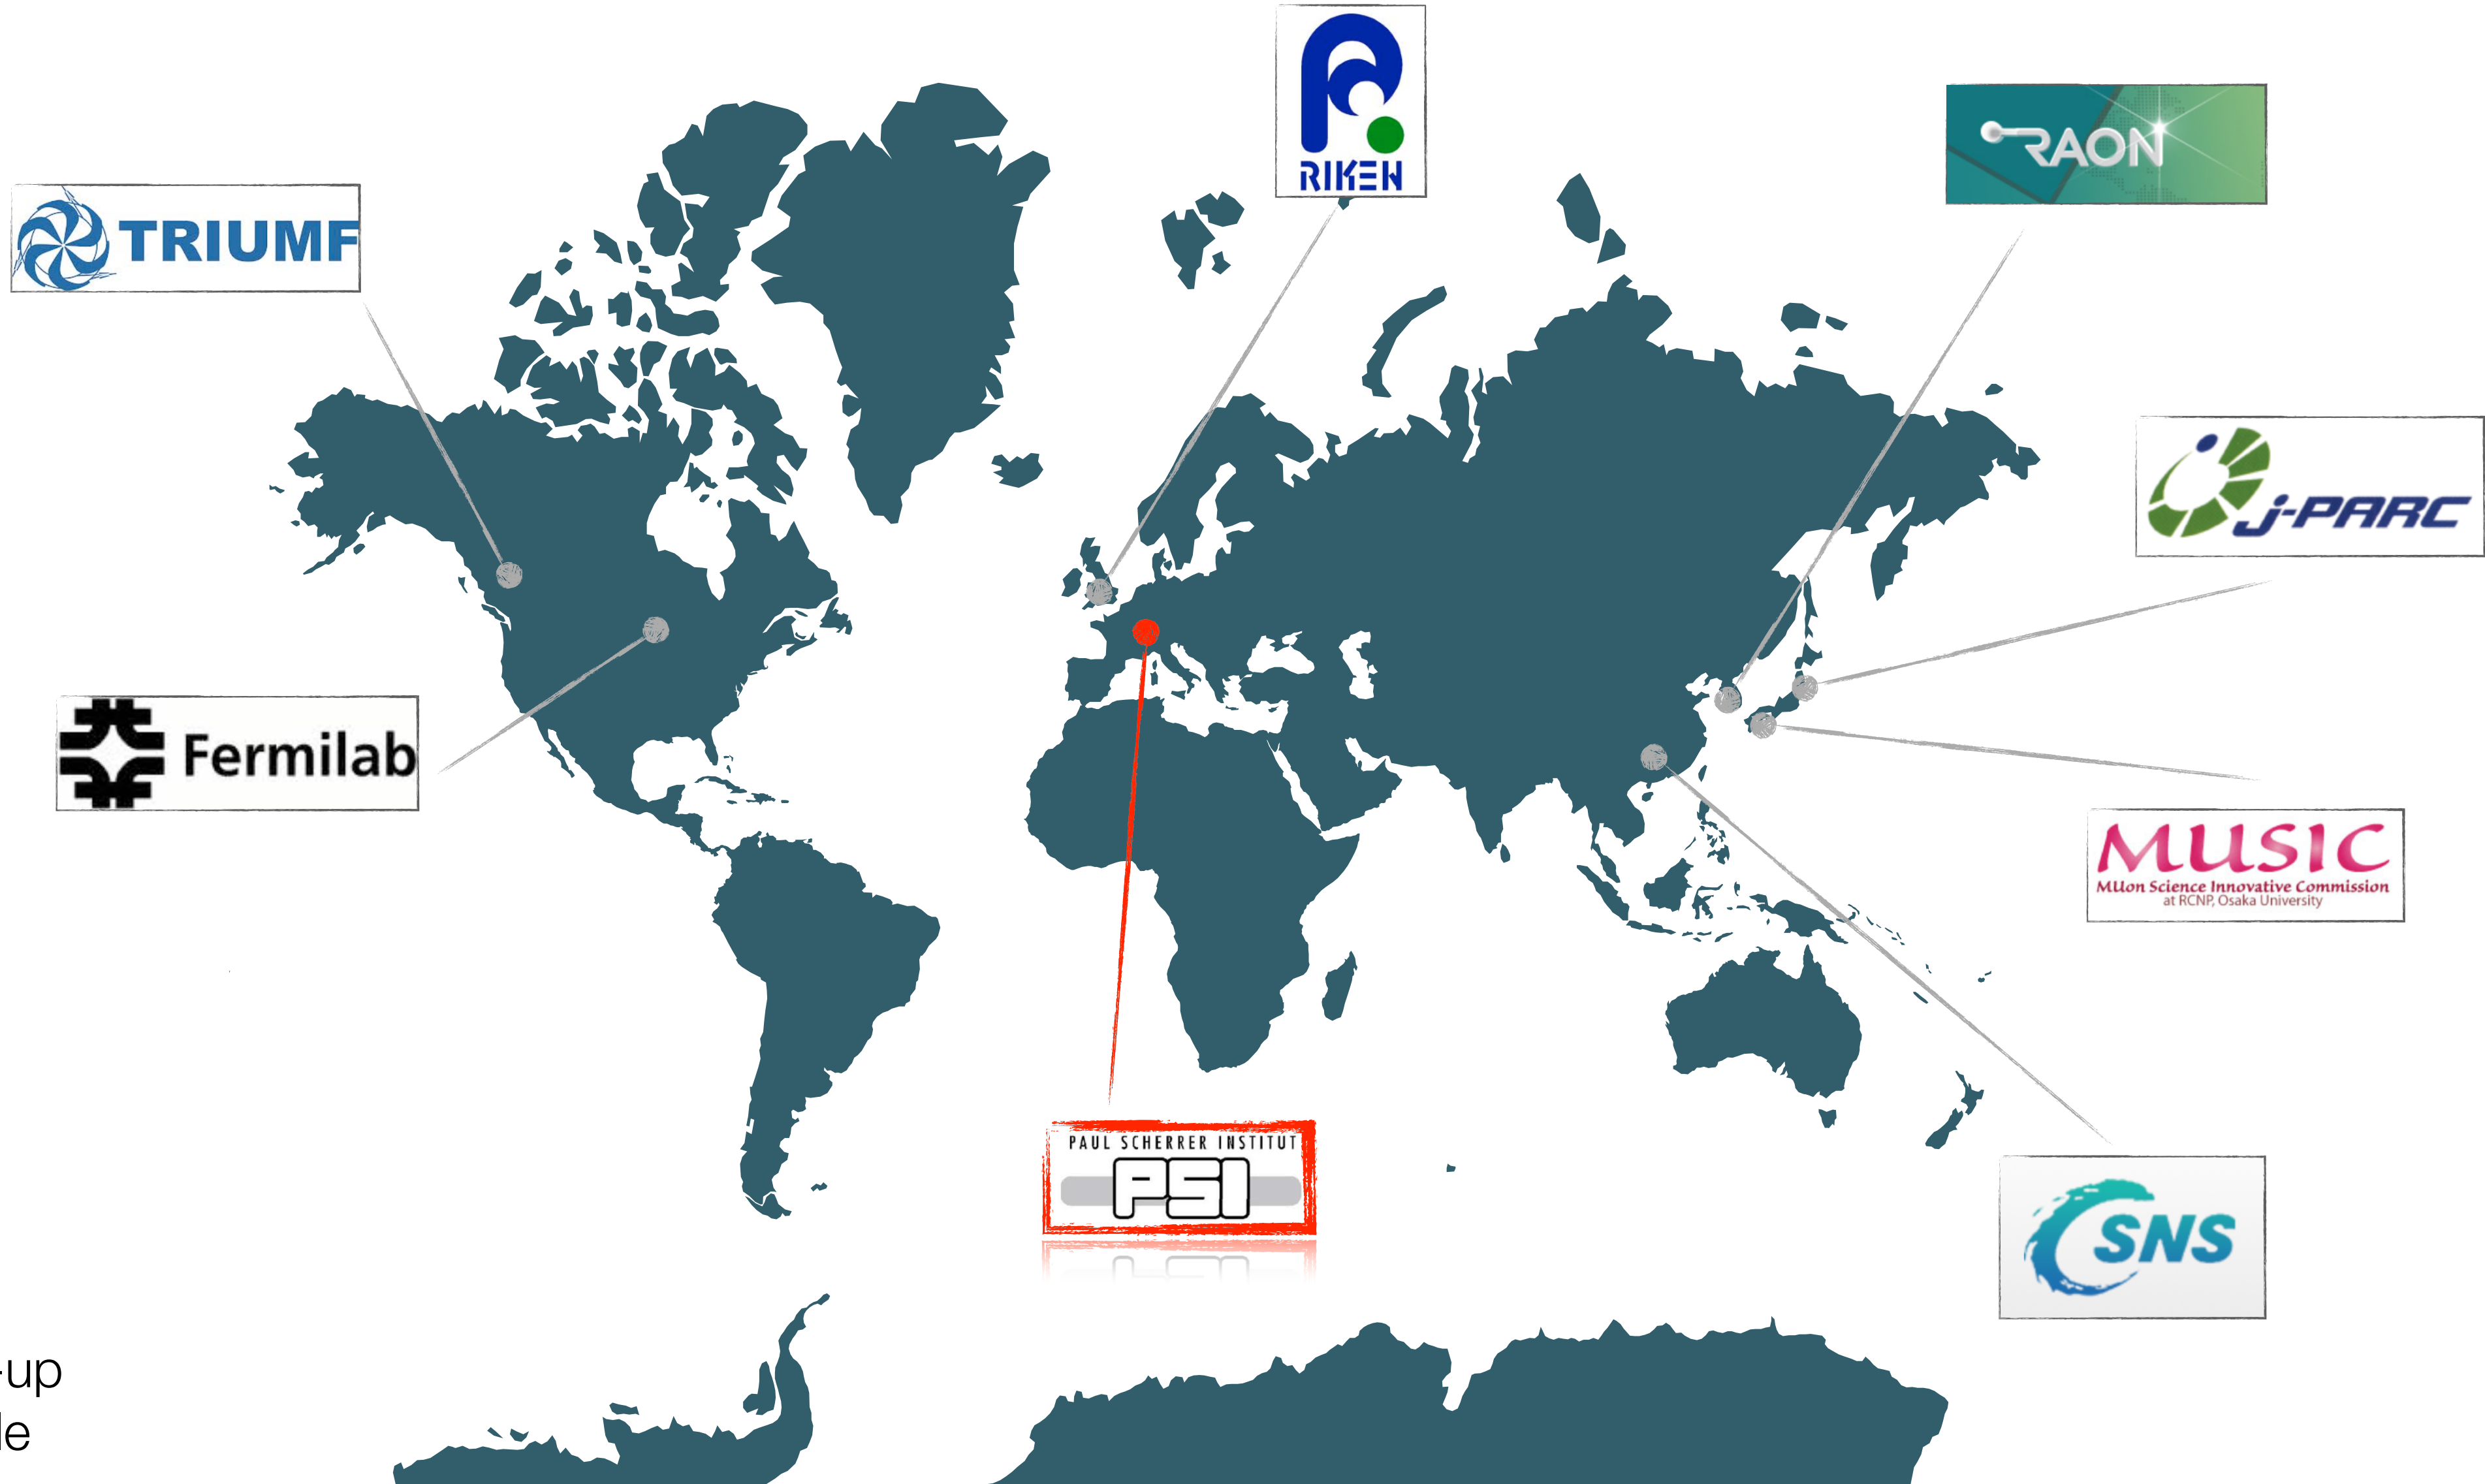 RIKEN
RAON
TRIUMF
j-PARC
Fermilab
MUSIC
MUon Science Innovative Commission
at RCNP, Osaka University
PAUL SCHERRER INSTITUT
PSI
CSNS
-up
le